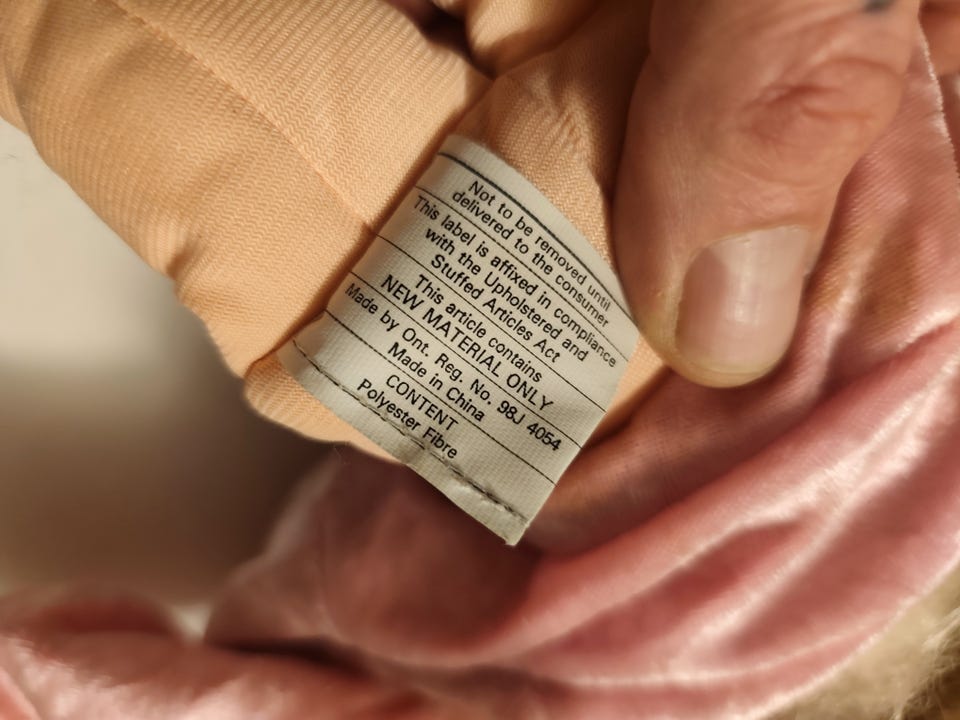 Not to be removed until
delivered to the consumer
This label is affixed in compliance
with the Upholstered and
Stuffed Articles Act
This article contains
NEW MATERIAL ONLY
Made by Ont. Reg. No. 98J 4054
Made in China
CONTENT
Polyester Fibre